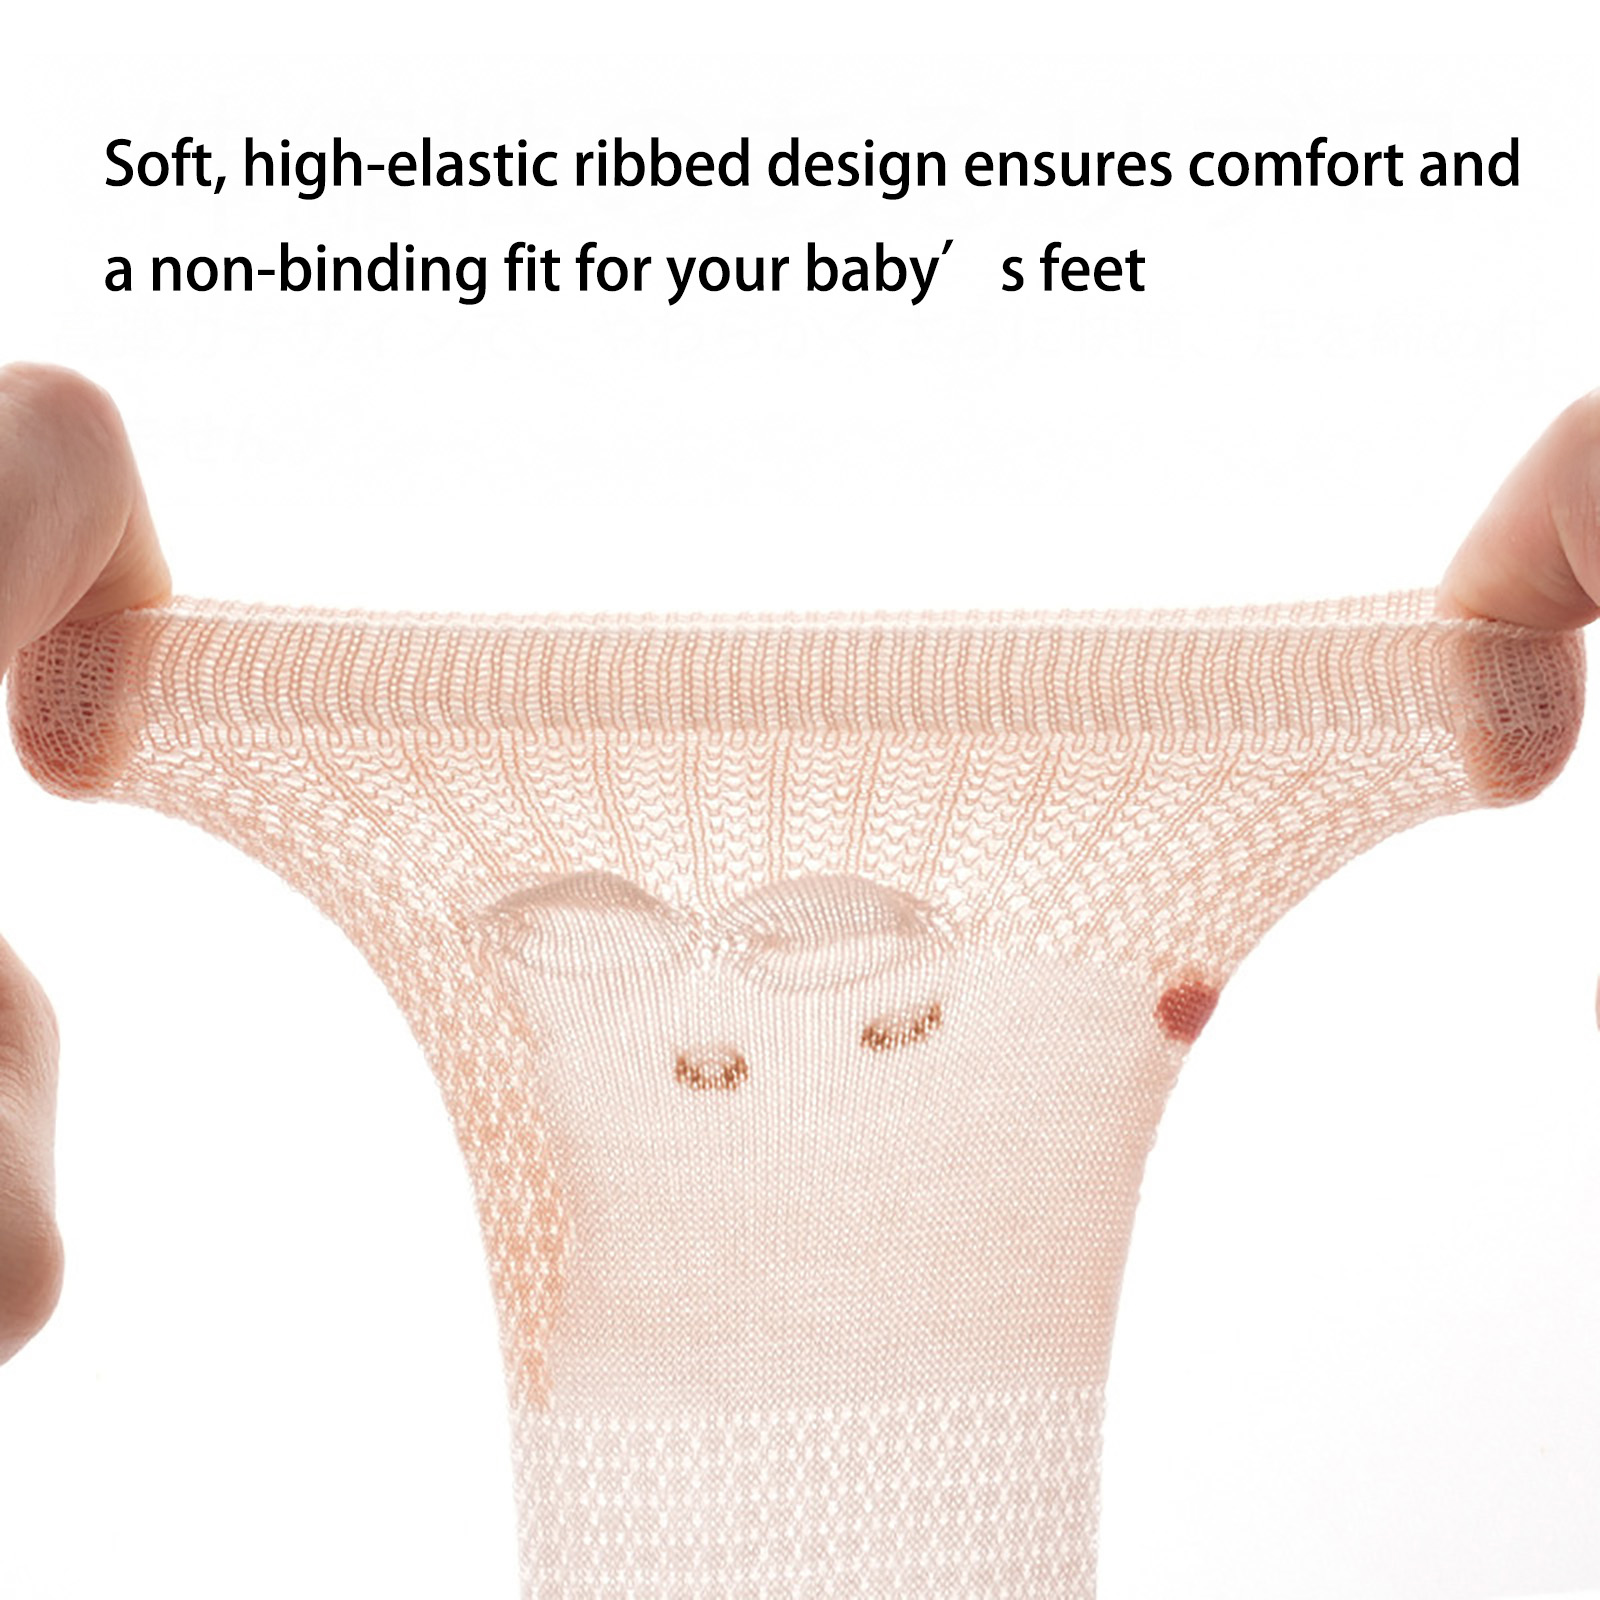 Soft, high-elastic ribbed design ensures comfort and
a non-binding fit for your baby′ s feet